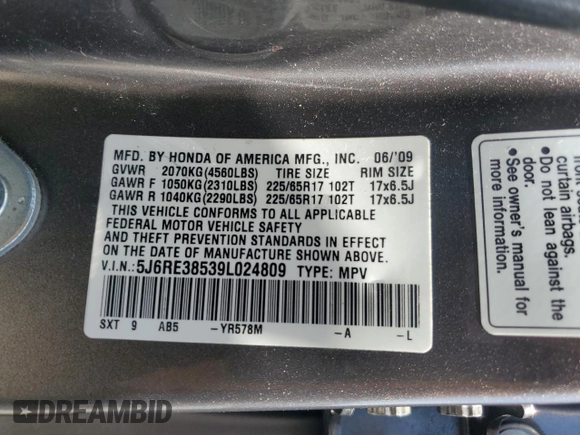 MFD. BY HONDA OF AMERICA MFG., INC. 06/'09
GVWR 2070KG(4560LBS) TIRE SIZE RIM SIZE
GAWR F 1050KG(2310LBS) 225/65R17 102T 17x6.5J
GAWR R 1040KG(2290LBS) 225/65R17 102T 17x6.5J
THIS VEHICLE CONFORMS TO ALL APPLICABLE
FEDERAL MOTOR VEHICLE SAFETY
AND THEFT PREVENTION STANDARDS IN EFFECT
ON THE DATE OF MANUFACTURE SHOWN ABOVE.
V.I.N.: 5J6RE38539L024809 TYPE: MPV
SXT 9 AB5 -YR578M -A -L
curtain airbags.
• Do not lean against the
door.
• See owner's manual for
more information.
DREAMBID